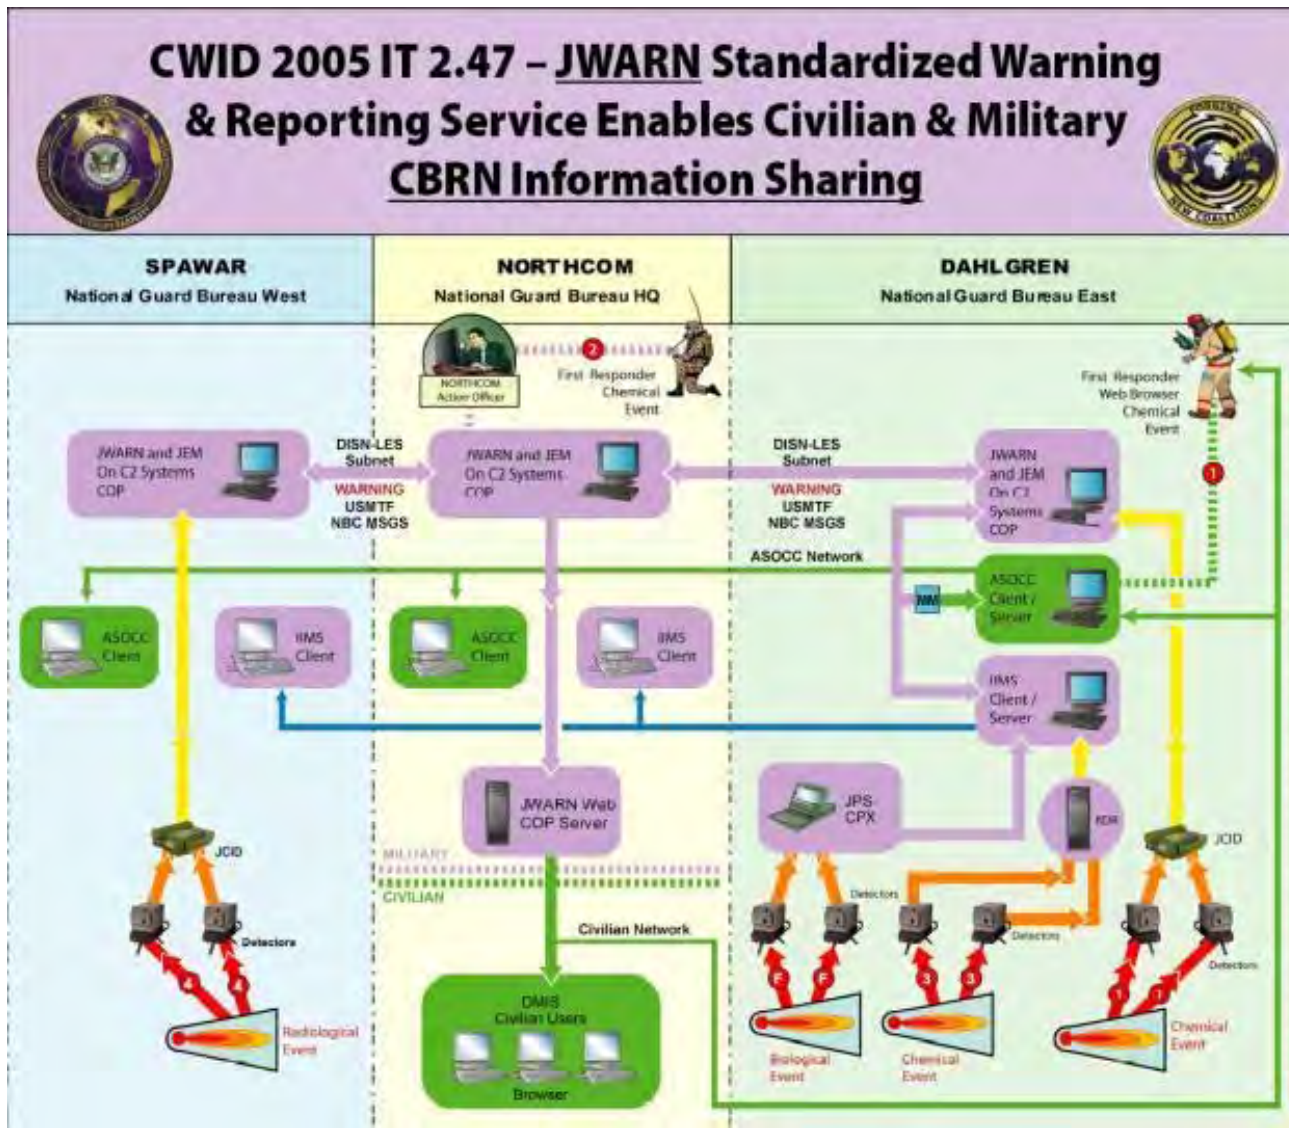 CWID 2005 IT 2.47 – JWARN Standardized Warning
& Reporting Service Enables Civilian & Military
CBRN Information Sharing
NEW COALITIONS
SPAWAR
National Guard Bureau West
NORTHCOM
National Guard Bureau HQ
DAHLGREN
National Guard Bureau East
NORTHCOM
Action Officer
2
First Responder
Chemical
Event
First Responder
Web Browser
Chemical
Event
1
JWARN and JEM
On C2 Systems
COP
DISN-LES
Subnet
WARNING
USMTF
NBC MSGS
JWARN and JEM
On C2 Systems
COP
DISN-LES
Subnet
WARNING
USMTF
NBC MSGS
JWARN
and JEM
On C2
Systems
COP
ASOCC Network
ASOCC
Client
IIMS
Client
ASOCC
Client
IIMS
Client
ASOCC
Client /
Server
IIMS
Client /
Server
JWARN Web
COP Server
JPS-
CPX
JCID
JCID
MILITARY
CIVILIAN
Civilian Network
Detectors
Detectors
Detectors
Detectors
4
4
F
F
3
3
1
1
DMIS
Civilian Users
Browser
Radiological
Event
Biological
Event
Chemical
Event
Chemical
Event